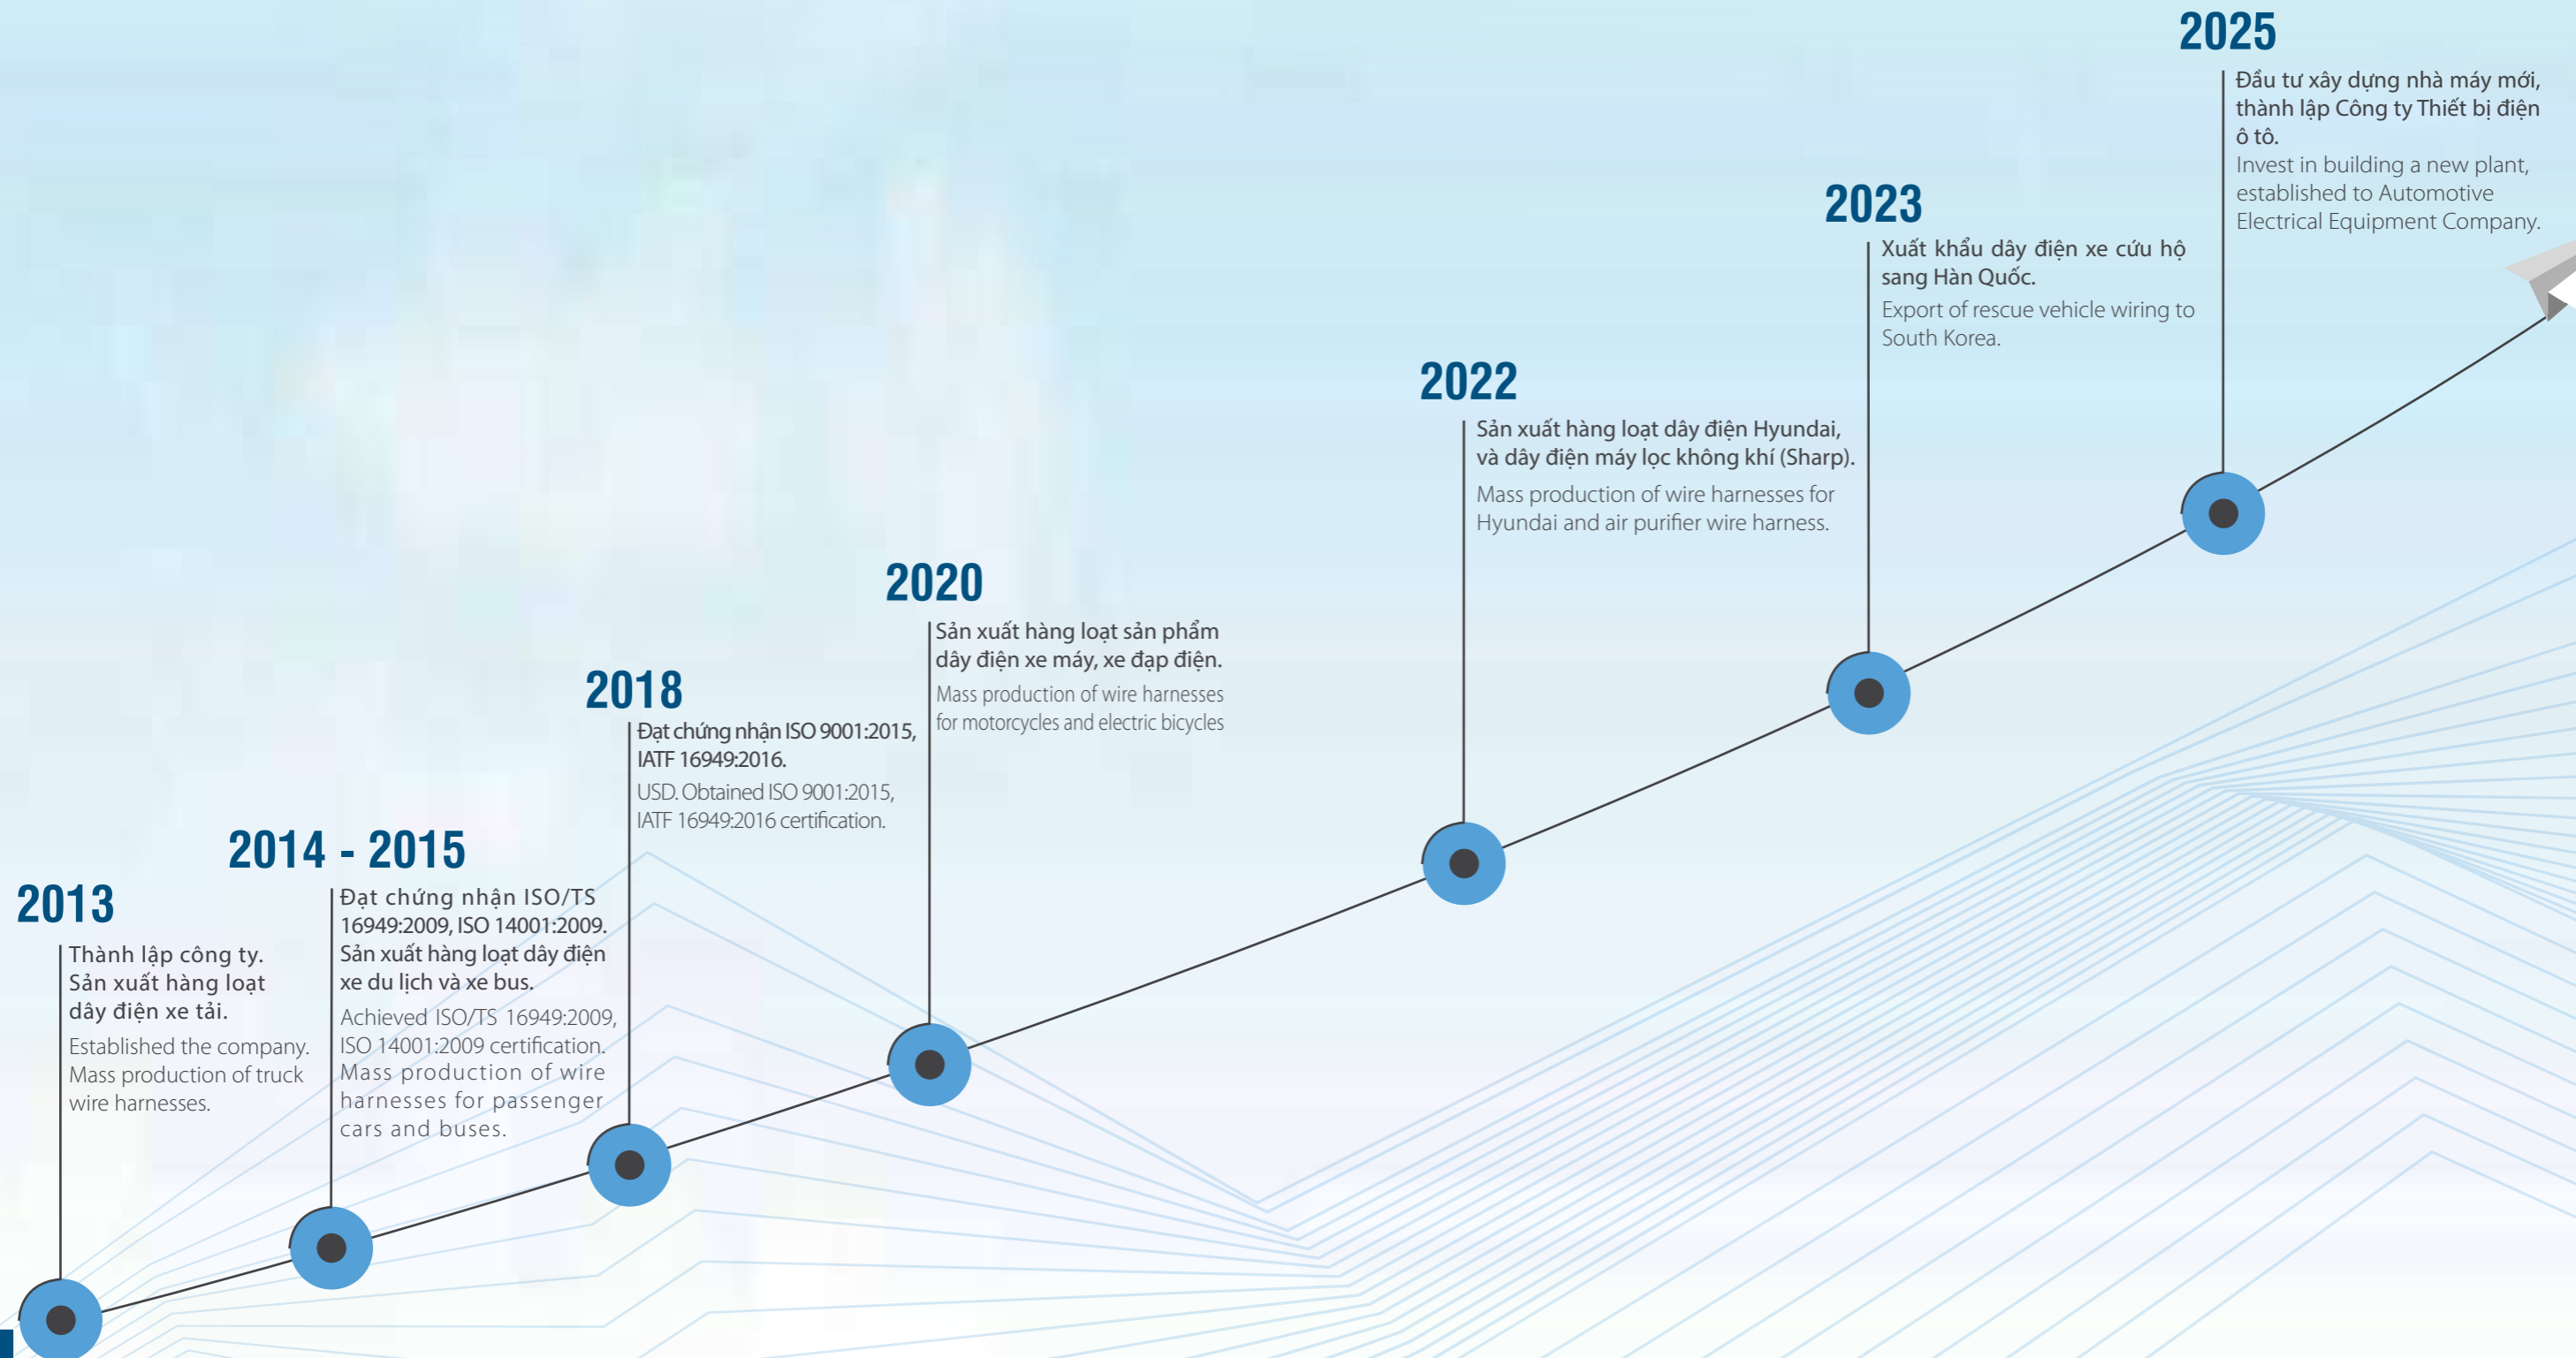 2013
Thành lập công ty.
Sản xuất hàng loạt
dây điện xe tải.
Established the company.
Mass production of truck
wire harnesses.
2014 - 2015
Đạt chứng nhận ISO/TS
16949:2009, ISO 14001:2009.
Sản xuất hàng loạt dây điện
xe du lịch và xe bus.
Achieved ISO/TS 16949:2009,
ISO 14001:2009 certification.
Mass production of wire
harnesses for passenger
cars and buses.
2018
Đạt chứng nhận ISO 9001:2015,
IATF 16949:2016.
USD. Obtained ISO 9001:2015,
IATF 16949:2016 certification.
2020
Sản xuất hàng loạt sản phẩm
dây điện xe máy, xe đạp điện.
Mass production of wire harnesses
for motorcycles and electric bicycles
2022
Sản xuất hàng loạt dây điện Hyundai,
và dây điện máy lọc không khí (Sharp).
Mass production of wire harnesses for
Hyundai and air purifier wire harness.
2023
Xuất khẩu dây điện xe cứu hộ
sang Hàn Quốc.
Export of rescue vehicle wiring to
South Korea.
2025
Đầu tư xây dựng nhà máy mới,
thành lập Công ty Thiết bị điện
ô tô.
Invest in building a new plant,
established to Automotive
Electrical Equipment Company.